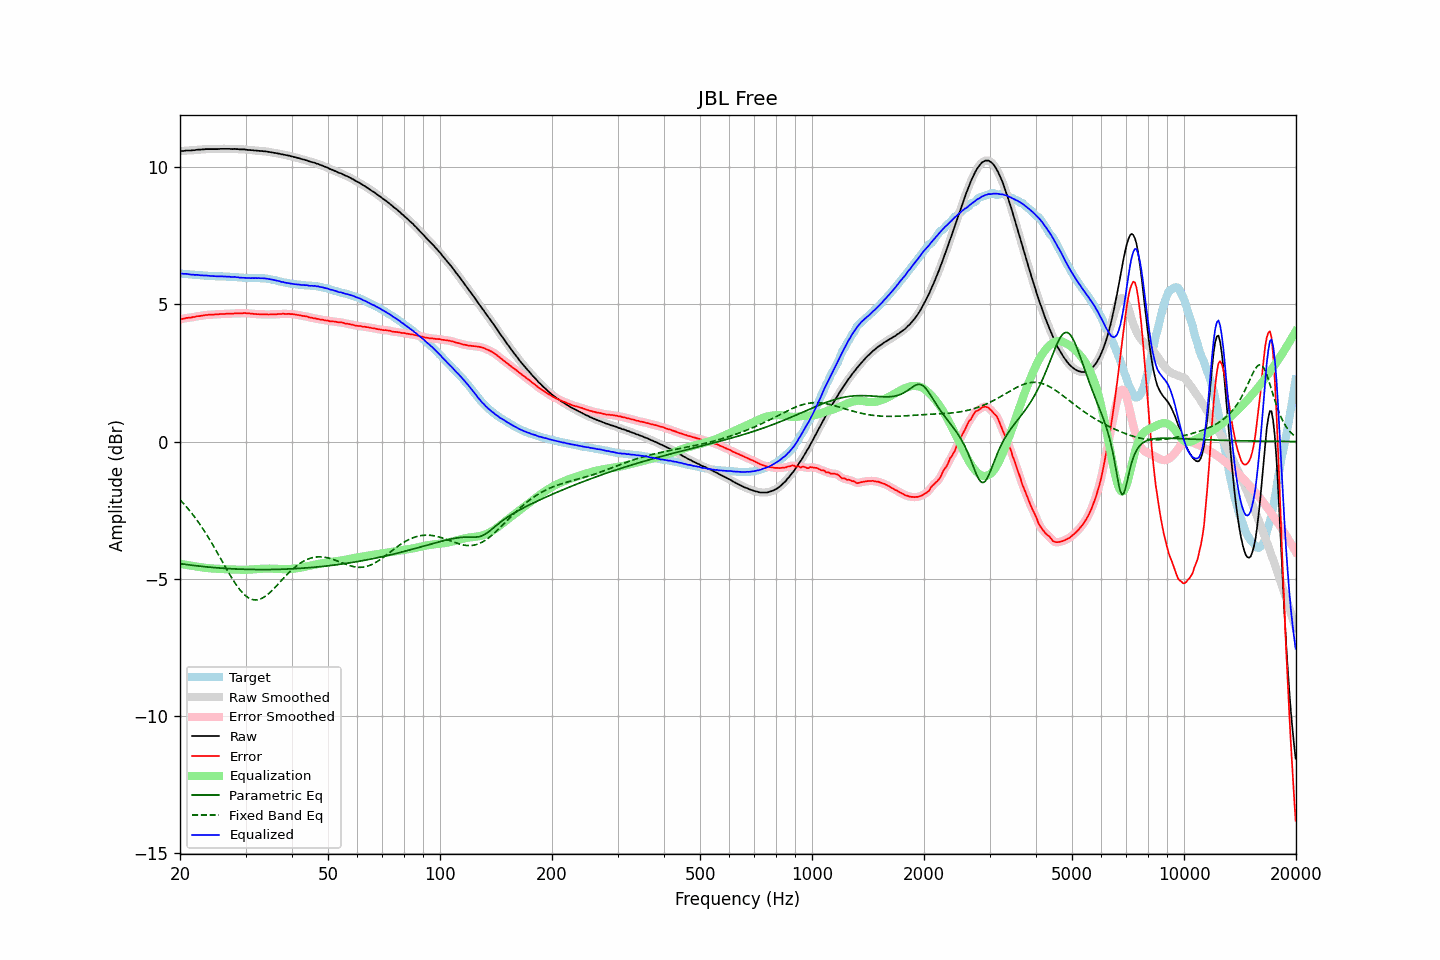 JBL Free
Amplitude (dBr)
10
5
0
−5
−10
−15
Target
Raw Smoothed
Error Smoothed
Raw
Error
Equalization
Parametric Eq
Fixed Band Eq
Equalized
20 50 100 200 500 1000 2000 5000 10000 20000
Frequency (Hz)